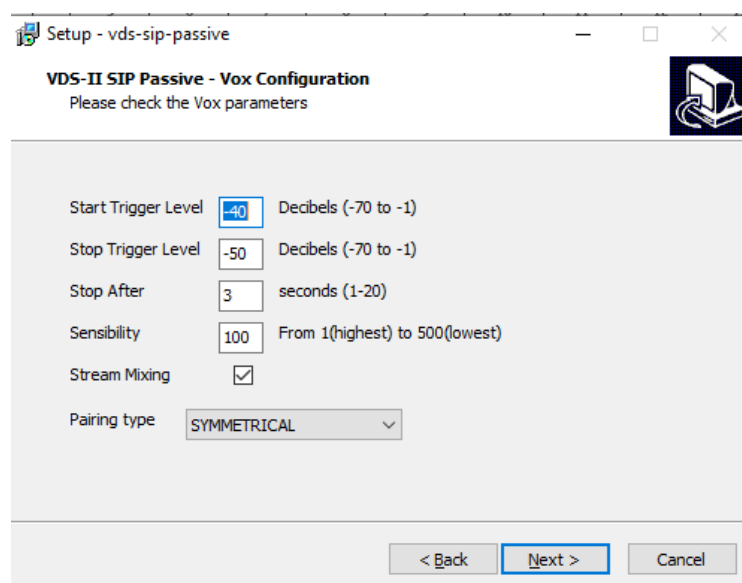 Setup - vds-sip-passive
VDS-II SIP Passive - Vox Configuration
Please check the Vox parameters
Start Trigger Level -40 Decibels (-70 to -1)
Stop Trigger Level -50 Decibels (-70 to -1)
Stop After 3 seconds (1-20)
Sensibility 100 From 1(highest) to 500(lowest)
Stream Mixing
Pairing type SYMMETRICAL
< Back Next > Cancel